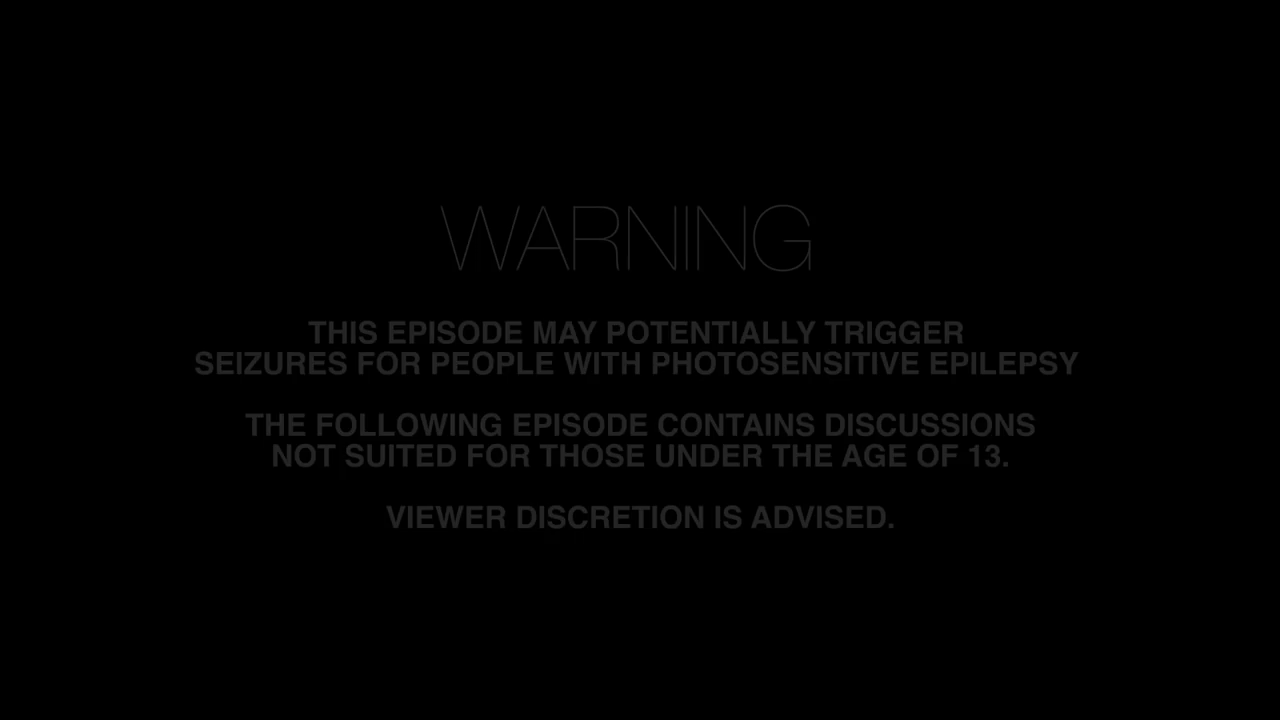 WARNING
THIS EPISODE MAY POTENTIALLY TRIGGER
SEIZURES FOR PEOPLE WITH PHOTOSENSITIVE EPILEPSY
THE FOLLOWING EPISODE CONTAINS DISCUSSIONS
NOT SUITED FOR THOSE UNDER THE AGE OF 13.
VIEWER DISCRETION IS ADVISED.